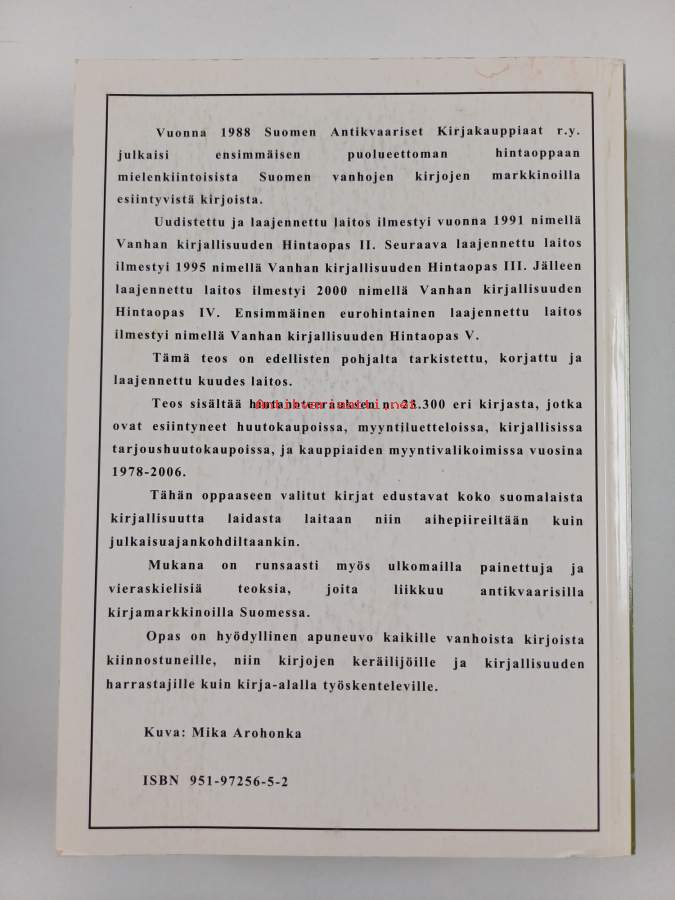 Vuonna 1988 Suomen Antikvaariset Kirjakauppiaat r.y.
julkaisi ensimmäisen puolueettoman hintaoppaan
mielenkiintoisista Suomen vanhojen kirjojen markkinoilla
esiintyvistä kirjoista.
Uudistettu ja laajennettu laitos ilmestyi vuonna 1991 nimellä
Vanhan kirjallisuuden Hintaopas II. Seuraava laajennettu laitos
ilmestyi 1995 nimellä Vanhan kirjallisuuden Hintaopas III. Jälleen
laajennettu laitos ilmestyi 2000 nimellä Vanhan kirjallisuuden
Hintaopas IV. Ensimmäinen eurohintainen laajennettu laitos
ilmestyi nimellä Vanhan kirjallisuuden Hintaopas V.
Tämä teos on edellisten pohjalta tarkistettu, korjattu ja
laajennettu kuudes laitos.
Teos sisältää eri kirjasta, jotka
Antikvariaatti.net
ovat esiintyneet huutokaupoissa, myyntiluetteloissa, kirjallisissa
tarjoushuutokaupoissa, ja kauppiaiden myyntivalikoimissa vuosina
1978-2006.
Tähän oppaaseen valitut kirjat edustavat koko suomalaista
kirjallisuutta laidasta laitaan niin aihepiireiltään kuin
julkaisuajankohdiltaankin.
Mukana on runsaasti myös ulkomailla painettuja ja
vieraskielisiä teoksia, joita liikkuu antikvaarisilla
kirjamarkkinoilla Suomessa.
Opas on hyödyllinen apuneuvo kaikille vanhoista kirjoista
kiinnostuneille, niin kirjojen keräilijöille ja kirjallisuuden
harrastajille kuin kirja-alalla työskenteleville.
Kuva: Mika Arohonka
ISBN 951-97256-5-2